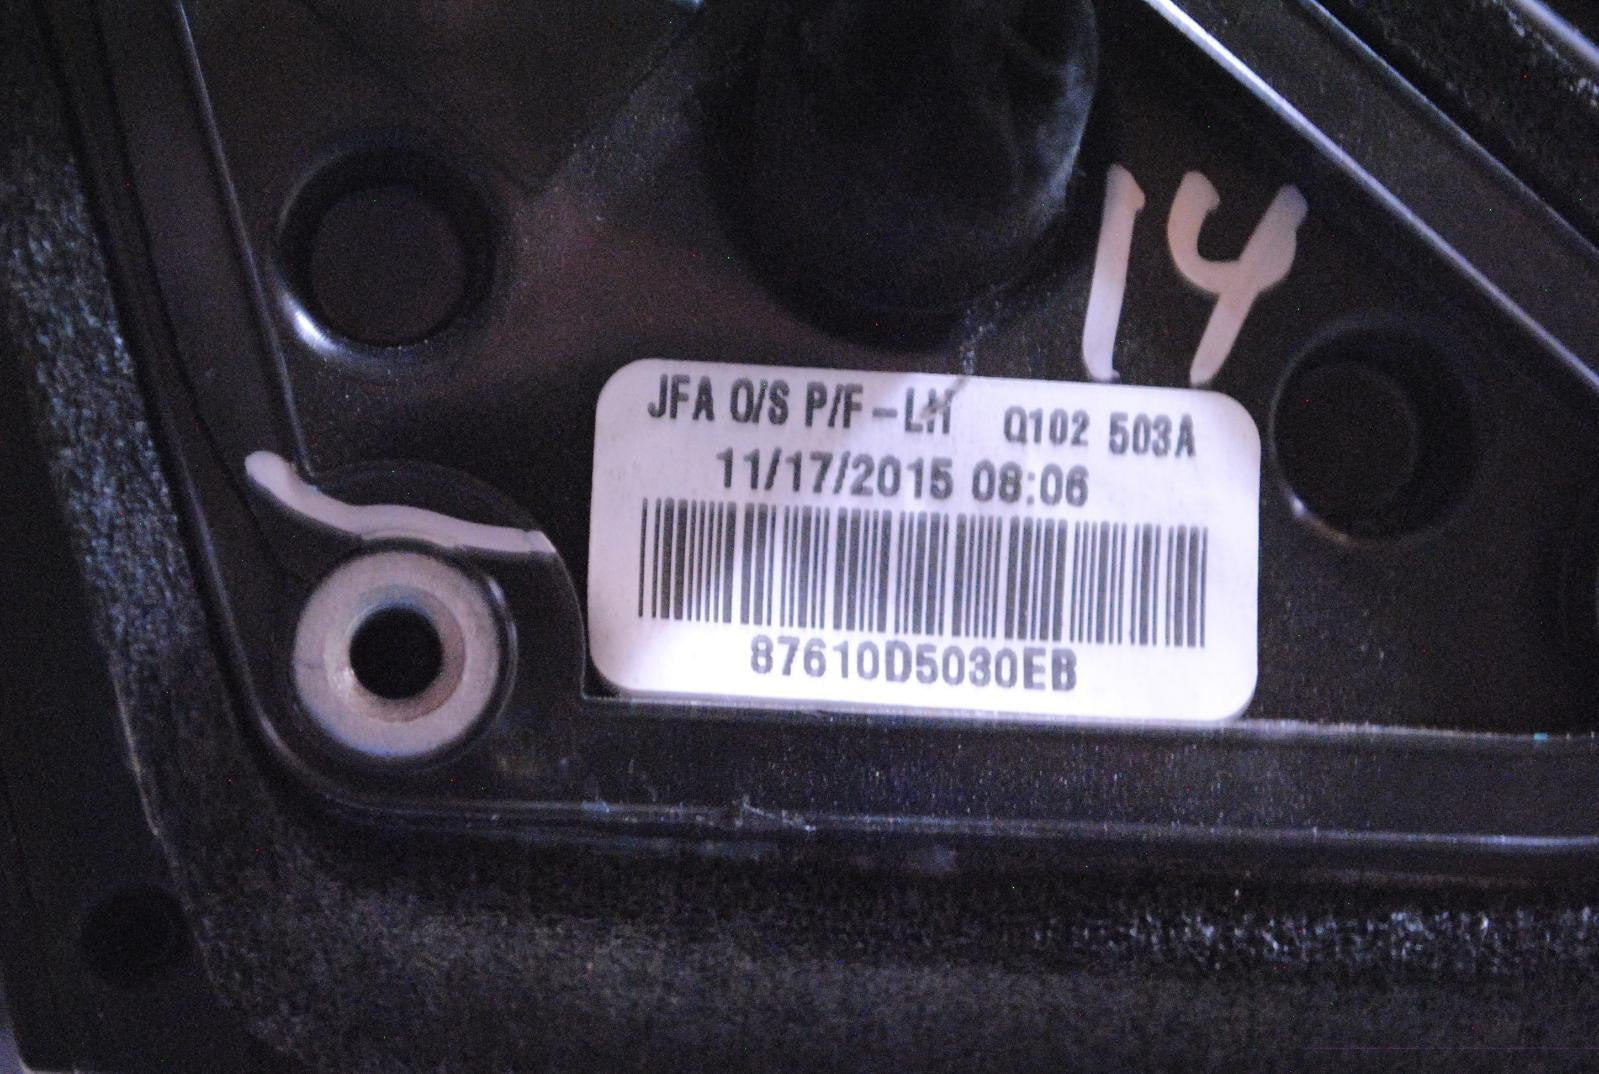 14
JFA O/S P/F-LH Q102 503A
11/17/2015 08:06
87610D5030EB